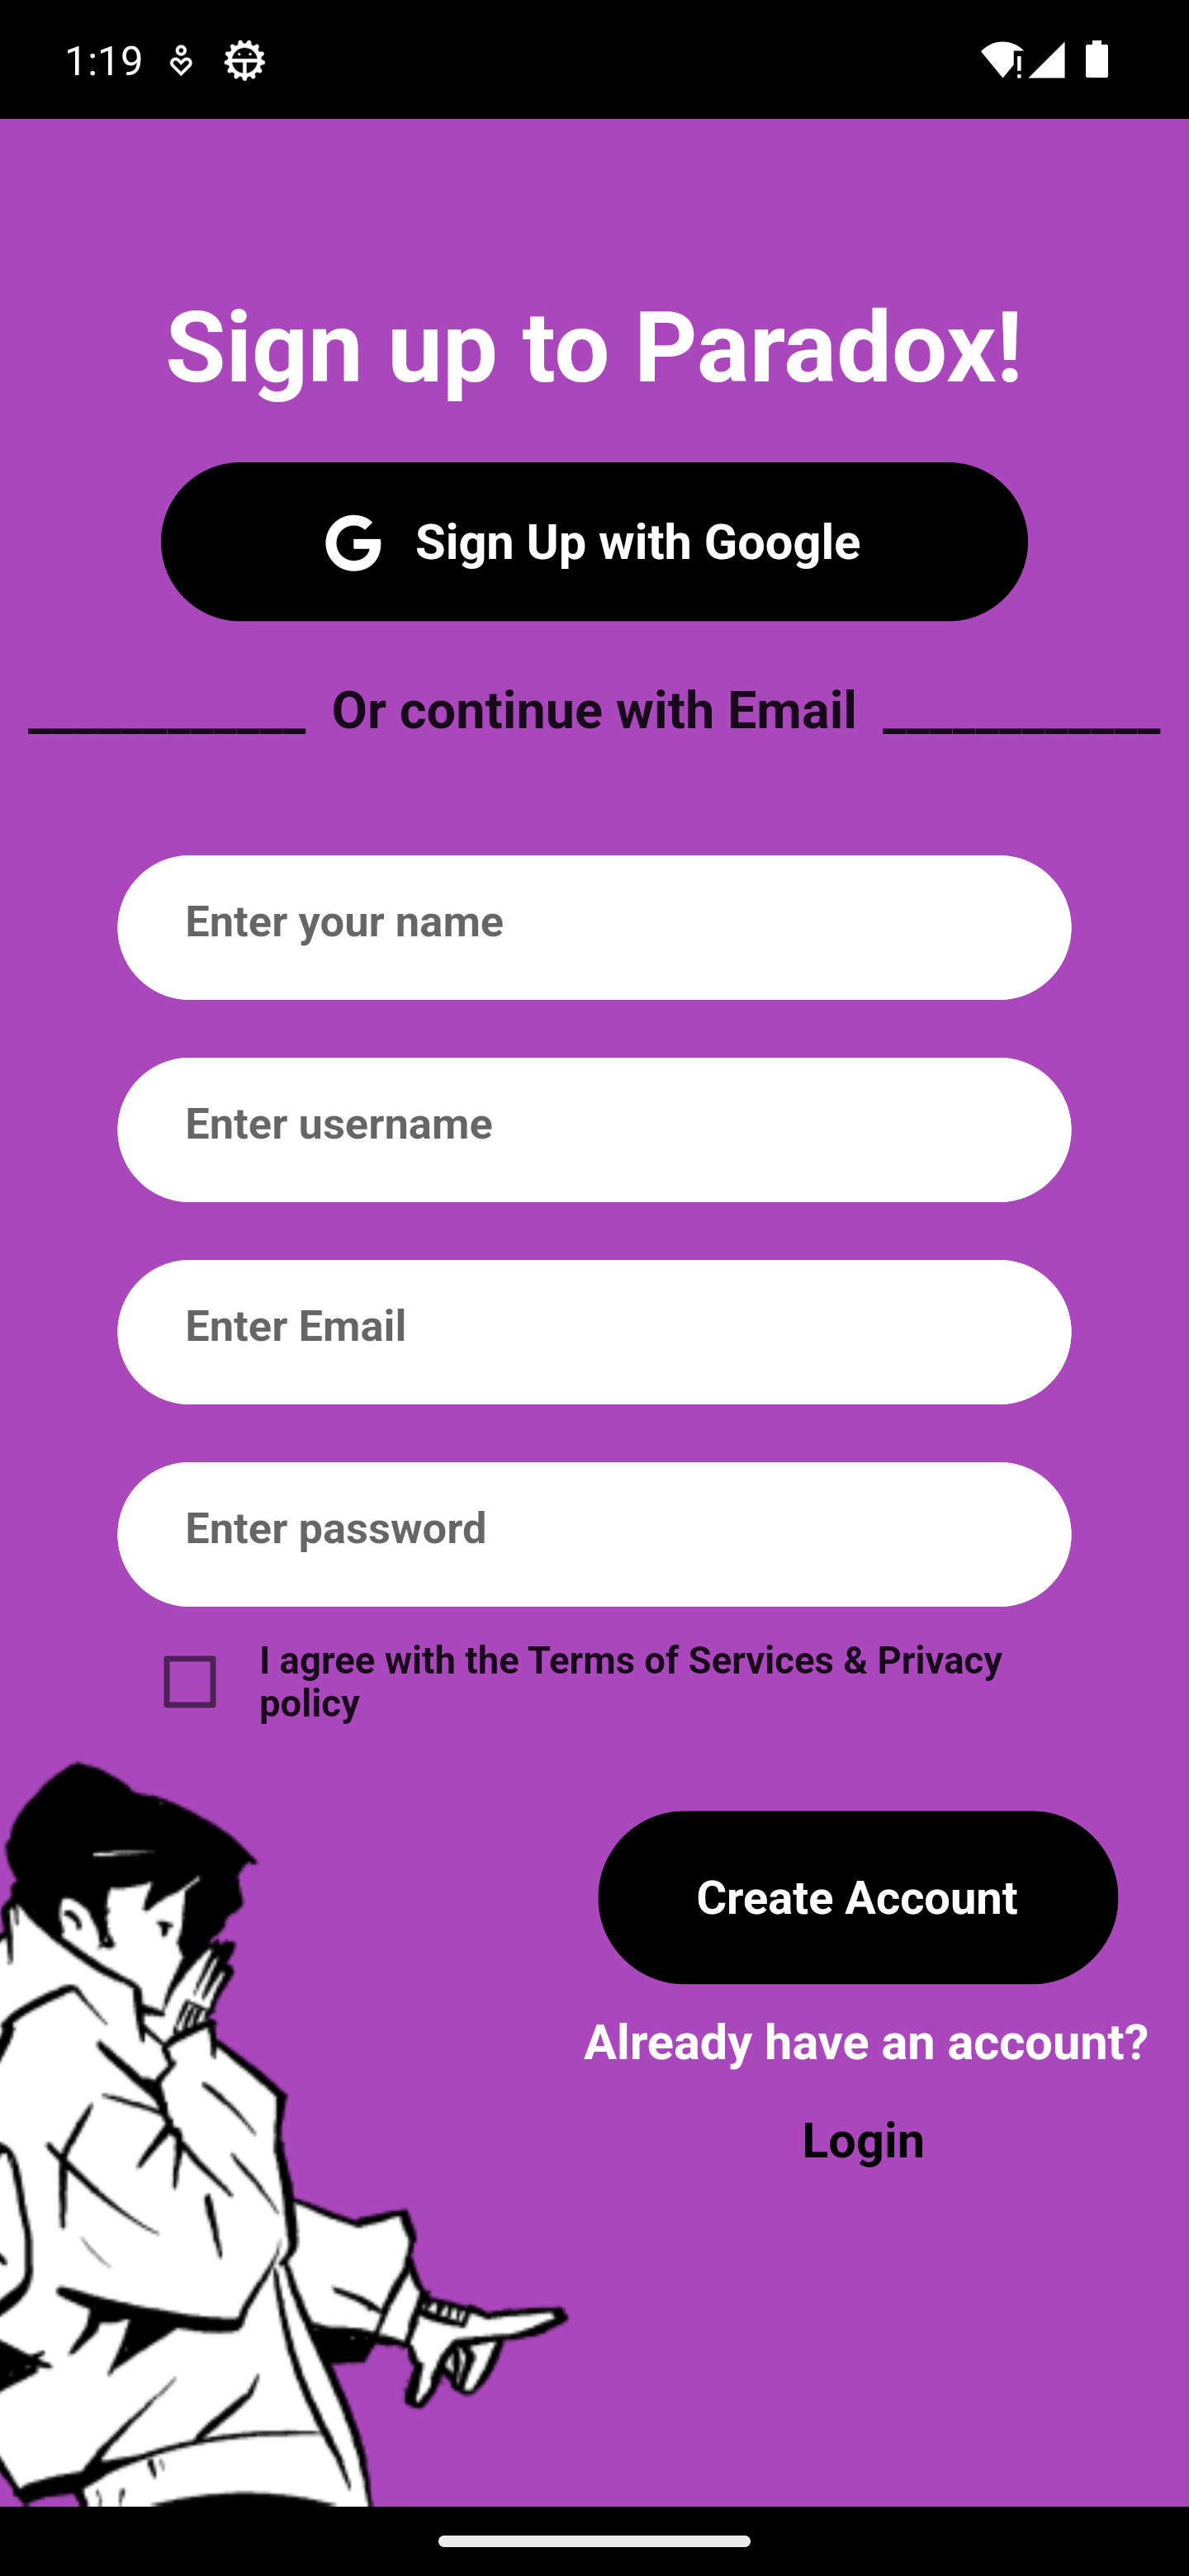 1:19
Sign up to Paradox!
Sign Up with Google
____________ Or continue with Email ____________
Enter your name
Enter username
Enter Email
Enter password
I agree with the Terms of Services & Privacy
policy
Create Account
Already have an account?
Login